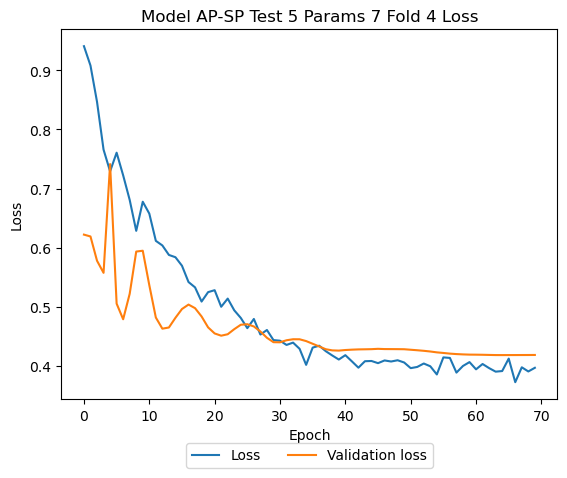 Model AP-SP Test 5 Params 7 Fold 4 Loss
Loss
0.9
0.8
0.7
0.6
0.5
0.4
0 10 20 30 40 50 60 70
Epoch
Loss Validation loss